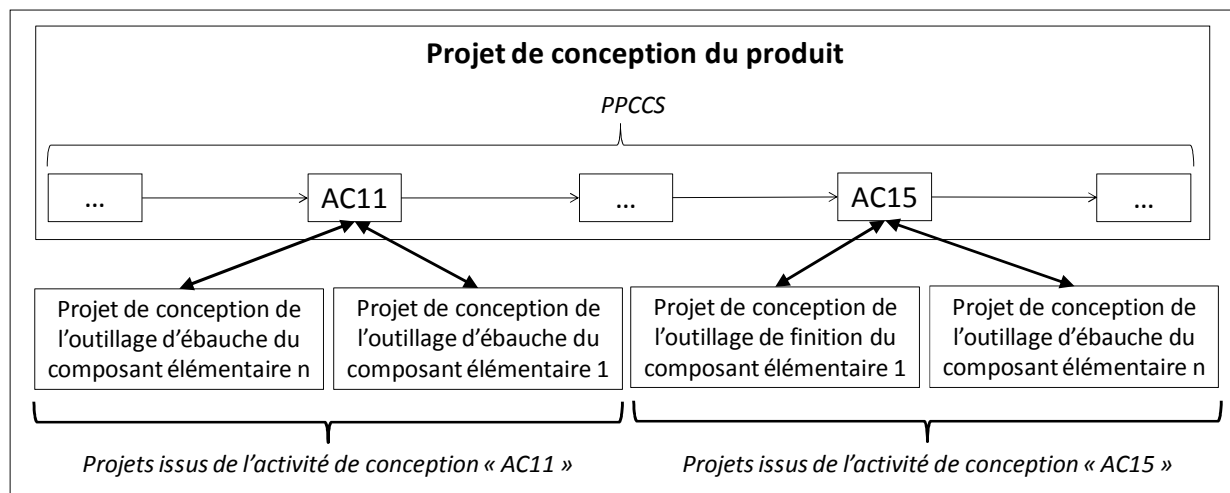 Projet de conception du produit
PPCCS
...
AC11
...
AC15
...
Projet de conception de
l'outillage d'ébauche du
composant élémentaire n
Projet de conception de
l'outillage d'ébauche du
composant élémentaire 1
Projet de conception de
l'outillage de finition du
composant élémentaire 1
Projet de conception de
l'outillage d'ébauche du
composant élémentaire n
Projets issus de l'activité de conception « AC11 »
Projets issus de l'activité de conception « AC15 »